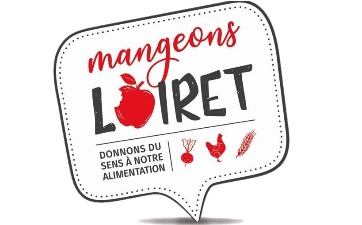 mangeons
LOIRET
DONNONS DU
SENS À NOTRE
ALIMENTATION